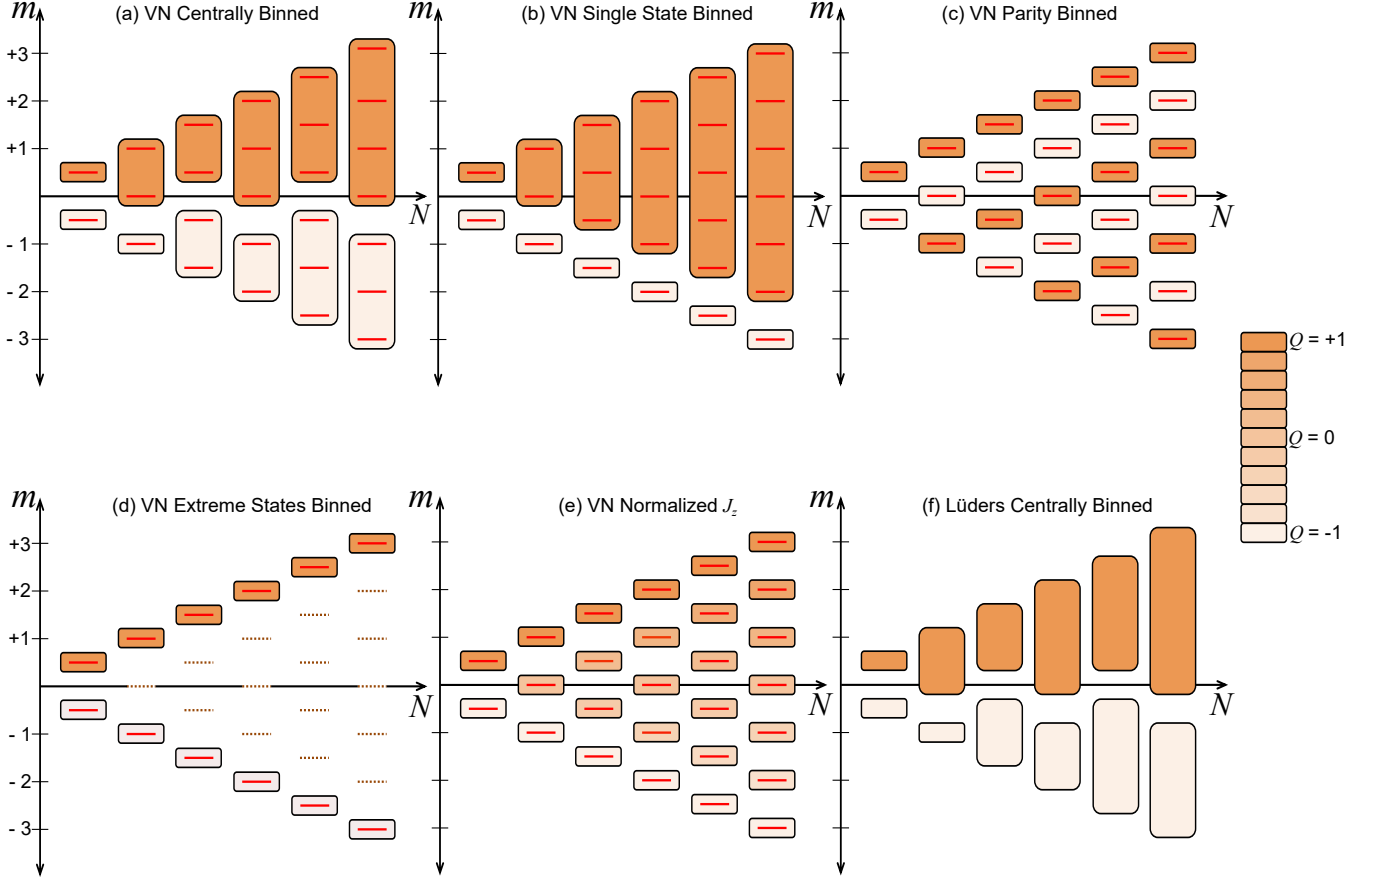 m (a) VN Centrally Binned
m (b) VN Single State Binned
m (c) VN Parity Binned
+3
+2
+1
- 1
- 2
- 3
N
N
N
Q = +1
Q = 0
Q = -1
m (d) VN Extreme States Binned
m (e) VN Normalized Jz
m (f) Lüders Centrally Binned
+3
+2
+1
- 1
- 2
- 3
N
N
N